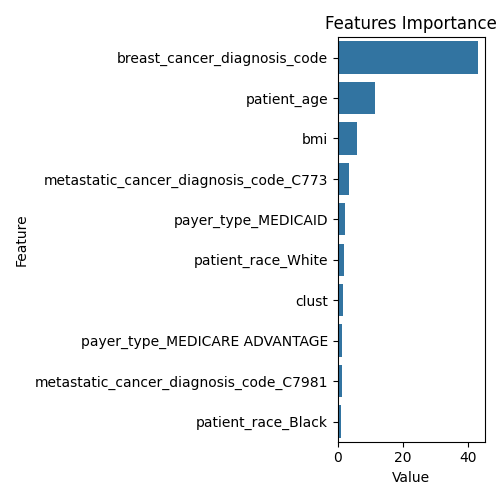 Features Importance
breast_cancer_diagnosis_code
patient_age
bmi
metastatic_cancer_diagnosis_code_C773
payer_type_MEDICAID
patient_race_White
clust
payer_type_MEDICARE ADVANTAGE
metastatic_cancer_diagnosis_code_C7981
patient_race_Black
Feature
0 20 40
Value